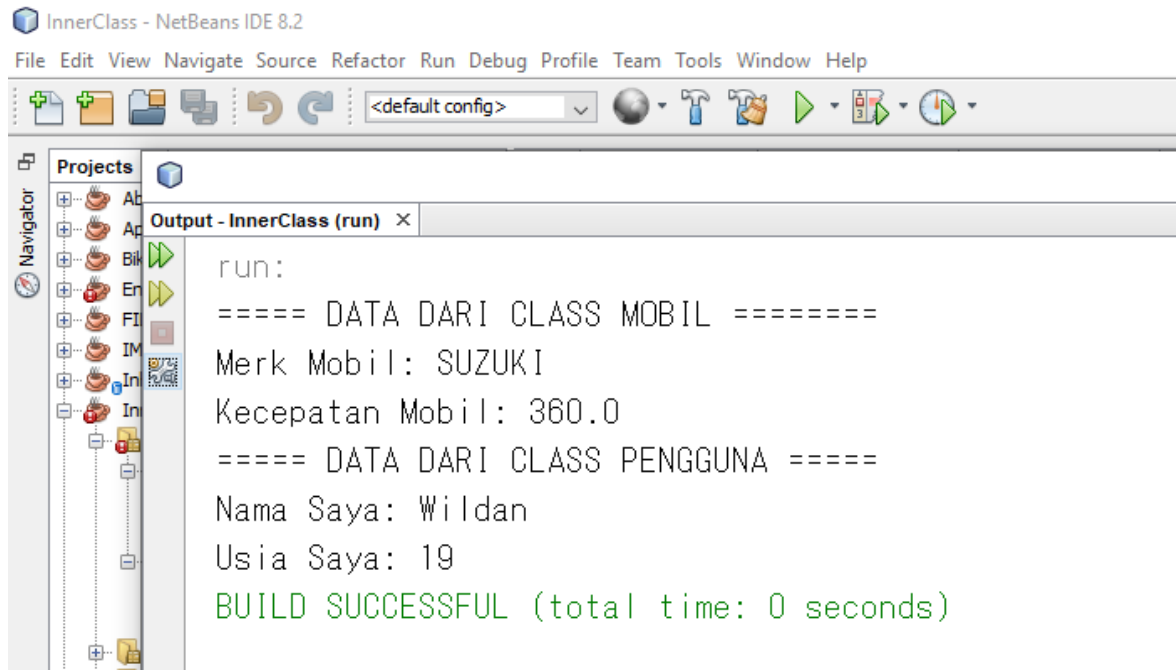 InnerClass - NetBeans IDE 8.2
File Edit View Navigate Source Refactor Run Debug Profile Team Tools Window Help
<default config>
Projects
Navigator
Output - InnerClass (run)
run:
===== DATA DARI CLASS MOBIL ========
Merk Mobil: SUZUKI
Kecepatan Mobil: 360.0
===== DATA DARI CLASS PENGGUNA =====
Nama Saya: Wildan
Usia Saya: 19
BUILD SUCCESSFUL (total time: 0 seconds)